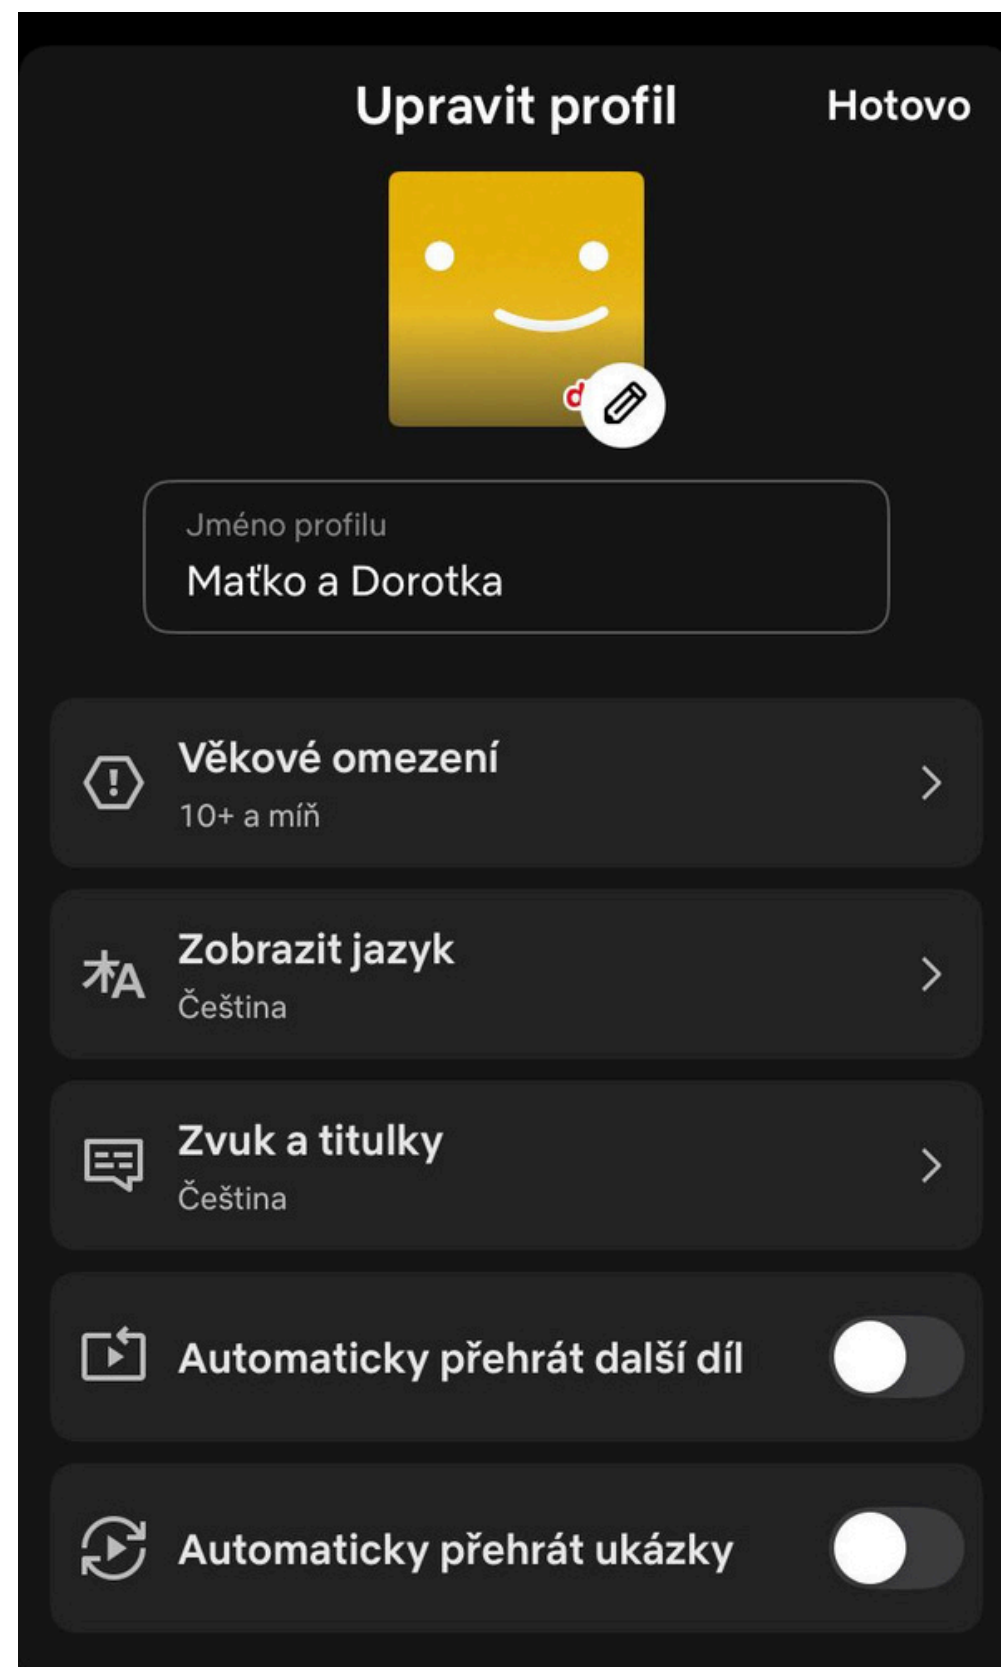 Upravit profil
Hotovo
Jméno profilu
Maťko a Dorotka
Věkové omezení
10+ a míň
Zobrazit jazyk
Čeština
Zvuk a titulky
Čeština
Automaticky přehrát další díl
Automaticky přehrát ukázky